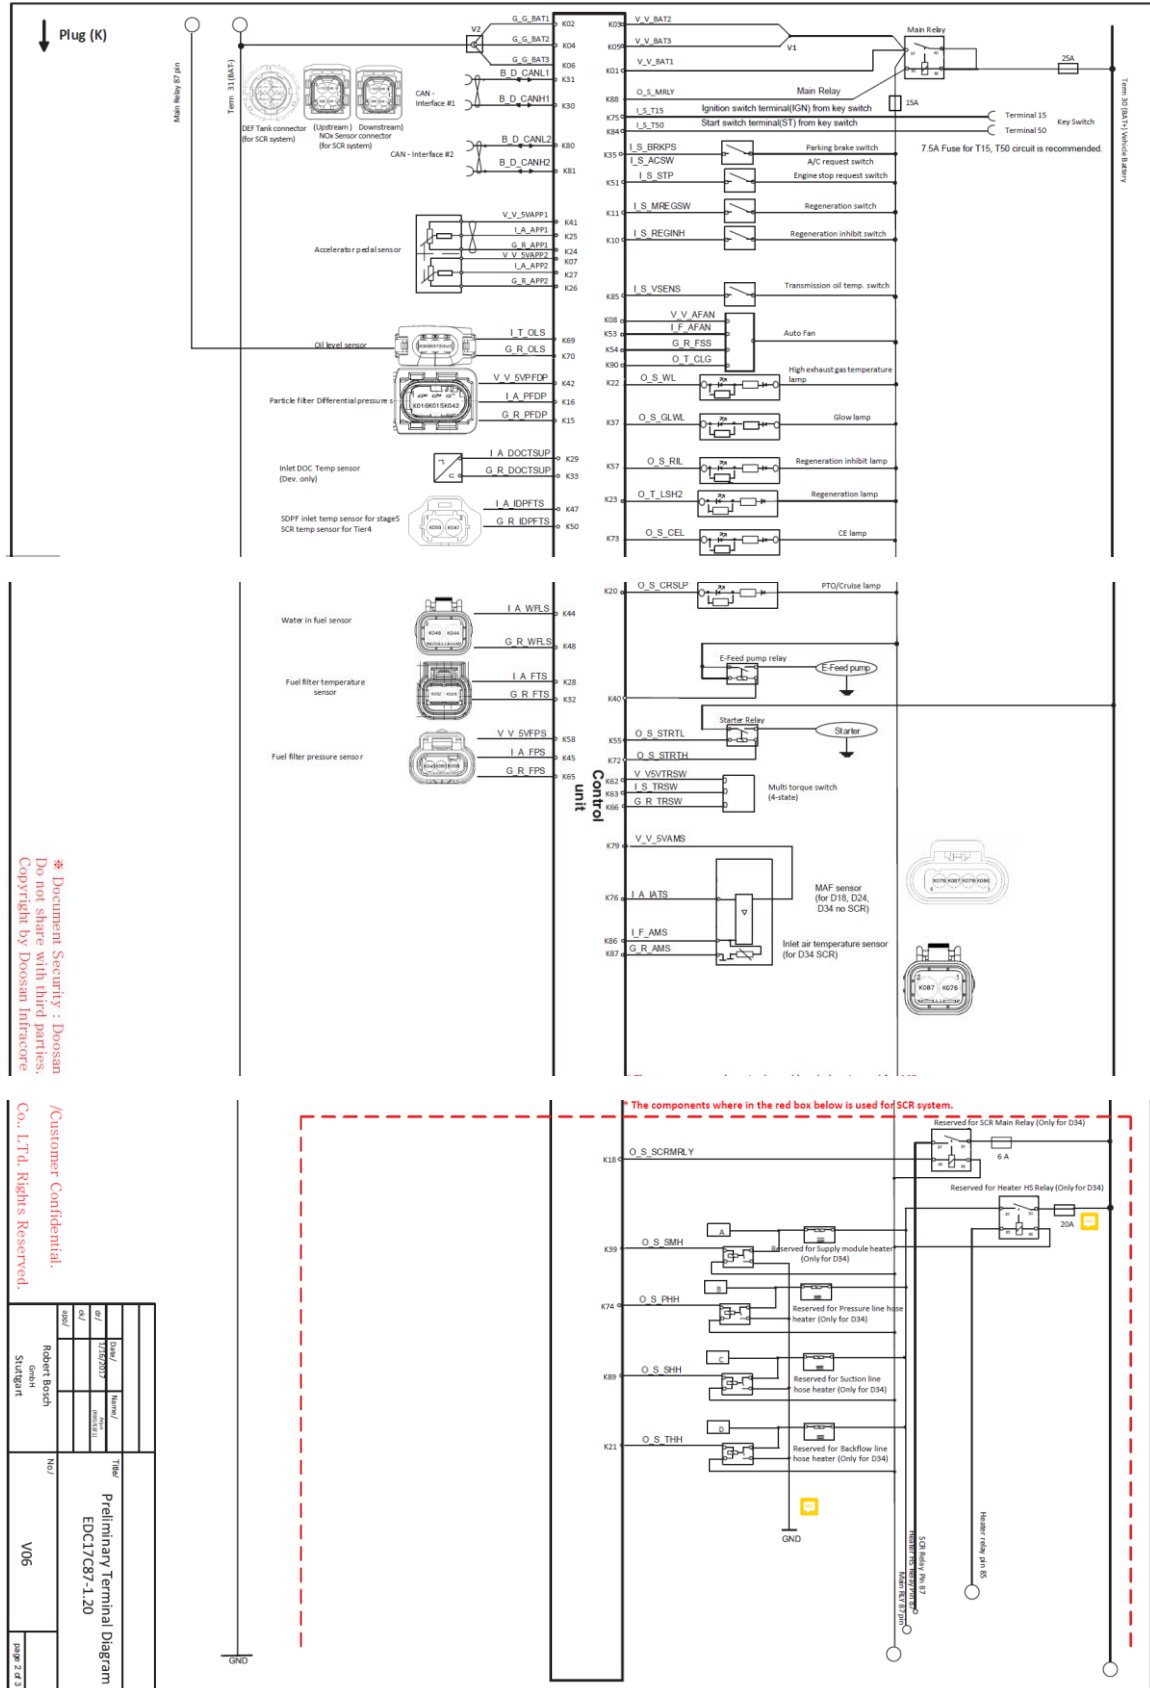 Plug (K)
Main Relay 87 pin
Term 31 (BAT-)
V2
G_G_BAT1
K02
G_G_BAT2
K04
G_G_BAT3
K06
B_D_CANL1
K31
CAN -
Interface #1
B_D_CANH1
K30
DEF Tank connector
(for SCR system)
(Upstream) Downstream)
NOx Sensor connector
(for SCR system)
B_D_CANL2
K80
CAN - Interface #2
B_D_CANH2
K81
V_V_5VAPP1
K41
I_A_APP1
K25
Accelerator pedal sensor
G_R_APP1
K24
V_V_5VAPP2
K07
I_A_APP2
K27
G_R_APP2
K26
Oil level sensor
I_T_OLS
K69
G_R_OLS
K70
V_V_5VPFDP
K42
Particle filter Differential pressure s
K016K015K042
I_A_PFDP
K16
G_R_PFDP
K15
Inlet DOC Temp sensor
(Dev. only)
I_A_DOCTSUP
K29
G_R_DOCTSUP
K33
SDPF inlet temp sensor for stage5
SCR temp sensor for Tier4
K050 K047
I_A_IDPFTS
K47
G_R_IDPFTS
K50
K03
V_V_BAT2
K05
V_V_BAT3
V1
K01
V_V_BAT1
Main Relay
25A
K88
O_S_MRLY
Main Relay
15A
K75
I_S_T15
Ignition switch terminal(IGN) from key switch
Terminal 15
K84
I_S_T50
Start switch terminal(ST) from key switch
Terminal 50
Key Switch
7.5A Fuse for T15, T50 circuit is recommended.
Term 30 (BAT+) Vehicle Battery
K35
I_S_BRKPS
Parking brake switch
I_S_ACSW
A/C request switch
K51
I_S_STP
Engine stop request switch
K11
I_S_MREGSW
Regeneration switch
K10
I_S_REGINH
Regeneration inhibit switch
K85
I_S_VSENS
Transmission oil temp. switch
K08
V_V_AFAN
K53
I_F_AFAN
Auto Fan
K54
G_R_FSS
K90
O_T_CLG
K22
O_S_WL
High exhaust gas temperature
lamp
K37
O_S_GLWL
Glow lamp
K57
O_S_RIL
Regeneration inhibit lamp
K23
O_T_LSH2
Regeneration lamp
K73
O_S_CEL
CE lamp
Water in fuel sensor
K048 K044
I_A_WFLS
K44
G_R_WFLS
K48
Fuel filter temperature
sensor
I_A_FTS
K28
G_R_FTS
K32
Fuel filter pressure sensor
V_V_5VFPS
K58
I_A_FPS
K45
G_R_FPS
K65
Control
unit
K20
O_S_CRSLP
PTO/Cruise lamp
E-Feed pump relay
E-Feed pump
K40
Starter Relay
Starter
K55
O_S_STRTL
K72
O_S_STRTH
K62
V_V5VTRSW
K63
I_S_TRSW
K66
G_R_TRSW
Multi torque switch
(4-state)
K79
V_V_5VAMS
K76
I_A_IATS
MAF sensor
(for D18, D24,
D34 no SCR)
K86
I_F_AMS
K87
G_R_AMS
Inlet air temperature sensor
(for D34 SCR)
K076 K087 K079 K086
K087 K076
※ Document Security : Doosan
Do not share with third parties.
Copyright by Doosan Infracore
/Customer Confidential.
Co., LTd. Rights Reserved.
* The components where in the red box below is used for SCR system.
Reserved for SCR Main Relay (Only for D34)
K18
O_S_SCRMRLY
6 A
Reserved for Heater HS Relay (Only for D34)
20A
A
K39
O_S_SMH
Reserved for Supply module heater
(Only for D34)
B
K74
O_S_PHH
Reserved for Pressure line hose
heater (Only for D34)
C
K89
O_S_SHH
Reserved for Suction line
hose heater (Only for D34)
D
K21
O_S_THH
Reserved for Backflow line
hose heater (Only for D34)
GND
Main RLY 87 pin
Heater HS Relay Pin 87
SCR Relay Pin 87
Heater relay pin 85
GND
Date/
Name/
Title/
dr/
1/16/2017
ck/
appr/
Preliminary Terminal Diagram
EDC17C87-1.20
Robert Bosch
GmbH
Stuttgart
No/
V06
page 2 of 3